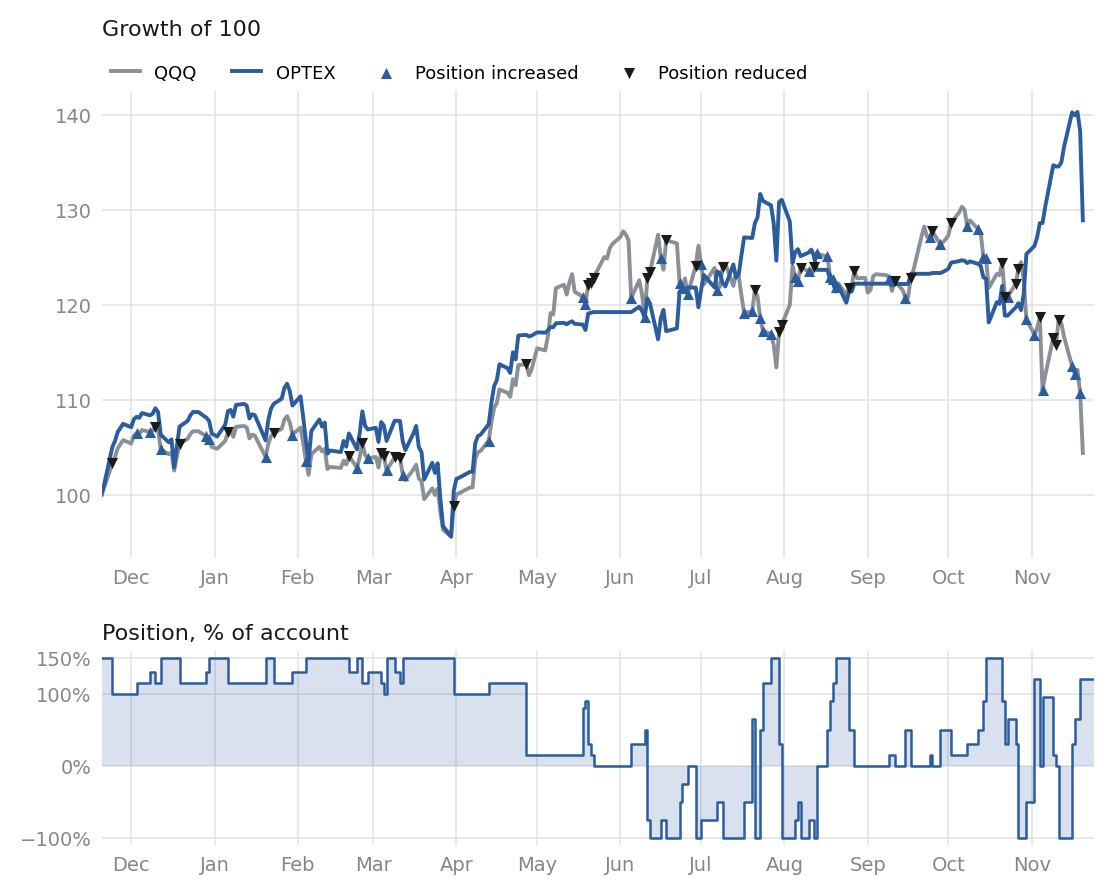 Growth of 100
QQQ OPTEX Position increased Position reduced
140
130
120
110
100
Dec Jan Feb Mar Apr May Jun Jul Aug Sep Oct Nov
Position, % of account
150%
100%
0%
−100%
Dec Jan Feb Mar Apr May Jun Jul Aug Sep Oct Nov